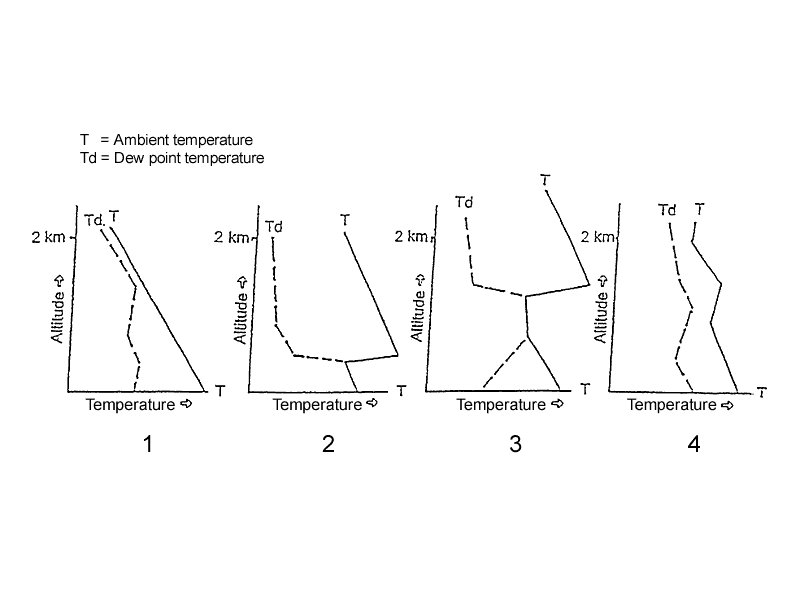 T = Ambient temperature
Td = Dew point temperature
Td T
2 km
Altitude ⇨
T
Temperature ⇨
1
Td
T
2 km
Altitude ⇨
T
Temperature ⇨
2
Td
T
2 km
Altitude ⇨
T
Temperature ⇨
3
Td T
2 km
Altitude ⇨
T
Temperature ⇨
4